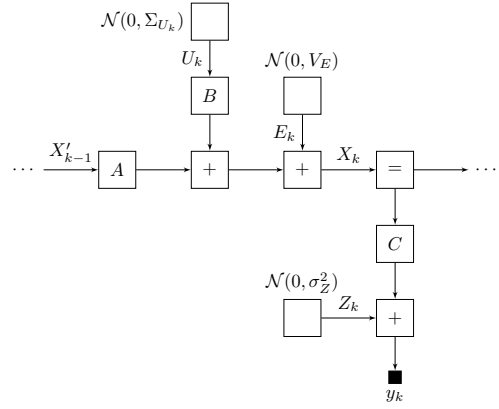 𝒩(0, Σ_{U_k})
U_k
𝒩(0, V_E)
B
E_k
⋯ X′_{k−1} A + + X_k = ⋯
C
𝒩(0, σ_Z^2)
Z_k +
y_k